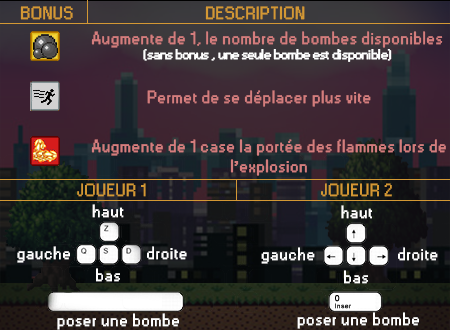 BONUS DESCRIPTION
Augmente de 1, le nombre de bombes disponibles
(sans bonus , une seule bombe est disponible)
Permet de se déplacer plus vite
Augmente de 1 case la portée des flammes lors de
l'explosion
JOUEUR 1 JOUEUR 2
haut haut
Z ↑
gauche Q S D droite gauche ← ↓ → droite
bas bas
0
Inser
poser une bombe poser une bombe